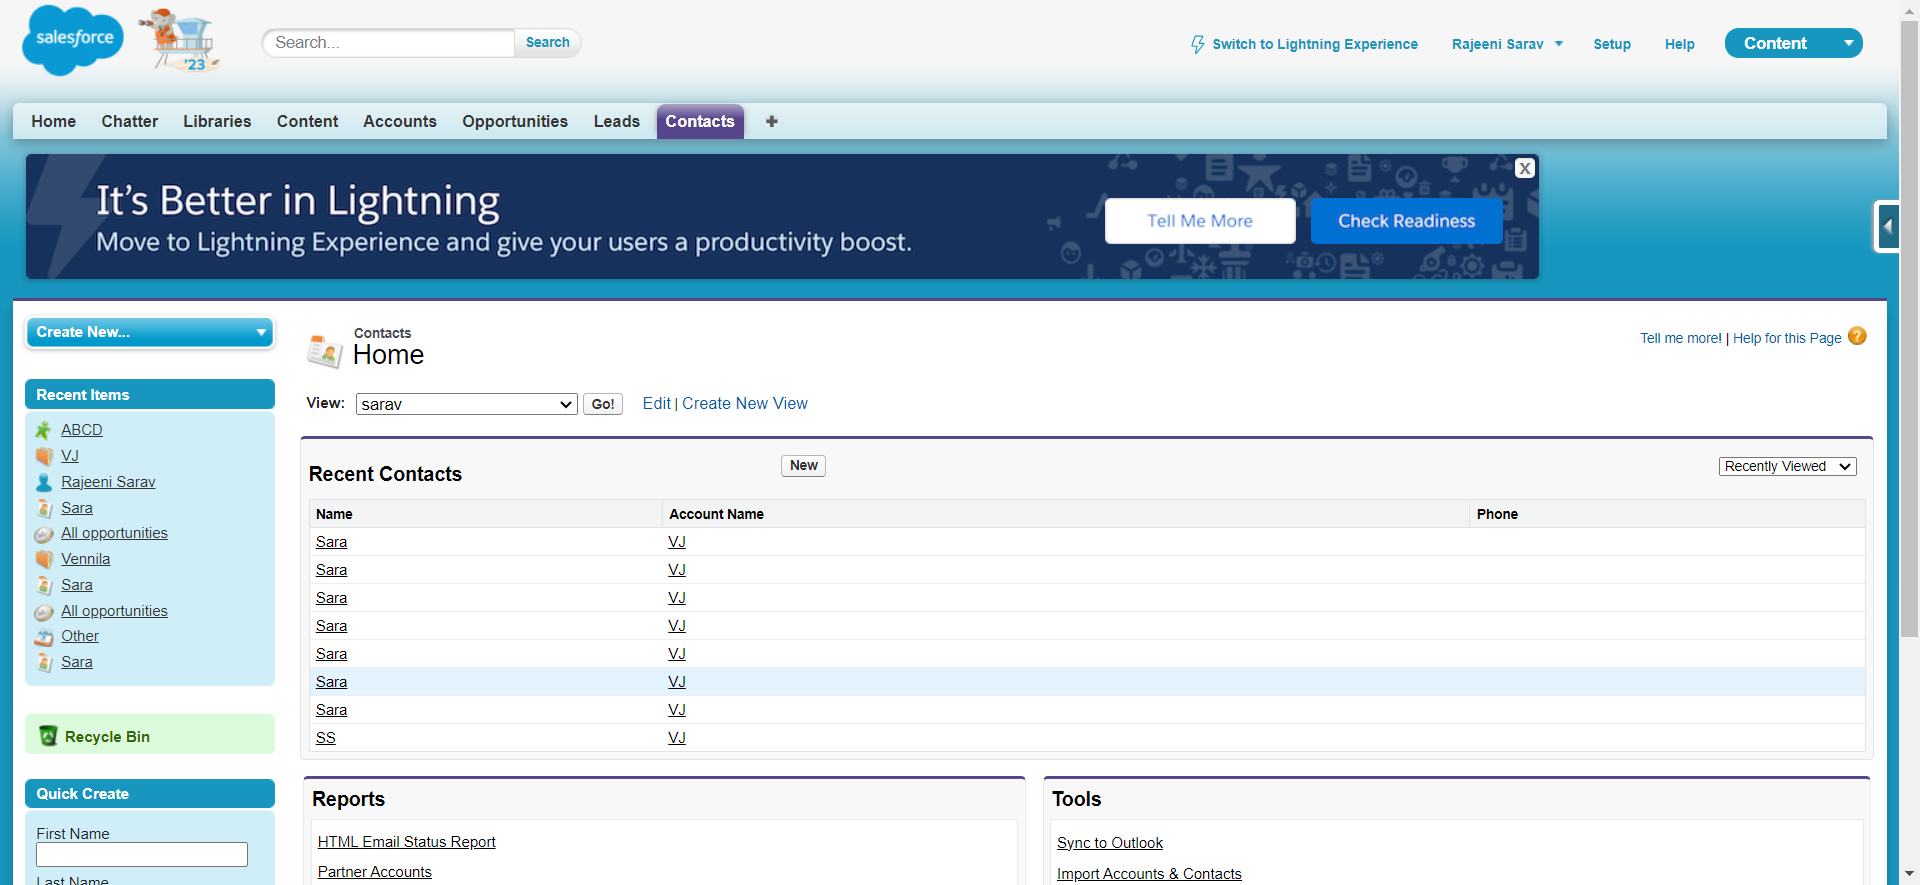 salesforce
'23
Search...
Search
Switch to Lightning Experience
Rajeeni Sarav
Setup
Help
Content
Home Chatter Libraries Content Accounts Opportunities Leads Contacts +
It's Better in Lightning
Move to Lightning Experience and give your users a productivity boost.
Tell Me More
Check Readiness
X
Create New...
Recent Items
ABCD
VJ
Rajeeni Sarav
Sara
All opportunities
Vennila
Sara
All opportunities
Other
Sara
Recycle Bin
Quick Create
First Name
Last Name
Contacts
Home
Tell me more! | Help for this Page ?
View: sarav Go! Edit | Create New View
Recent Contacts
New
Recently Viewed
Name Account Name Phone
Sara VJ
Sara VJ
Sara VJ
Sara VJ
Sara VJ
Sara VJ
Sara VJ
SS VJ
Reports
HTML Email Status Report
Partner Accounts
Tools
Sync to Outlook
Import Accounts & Contacts